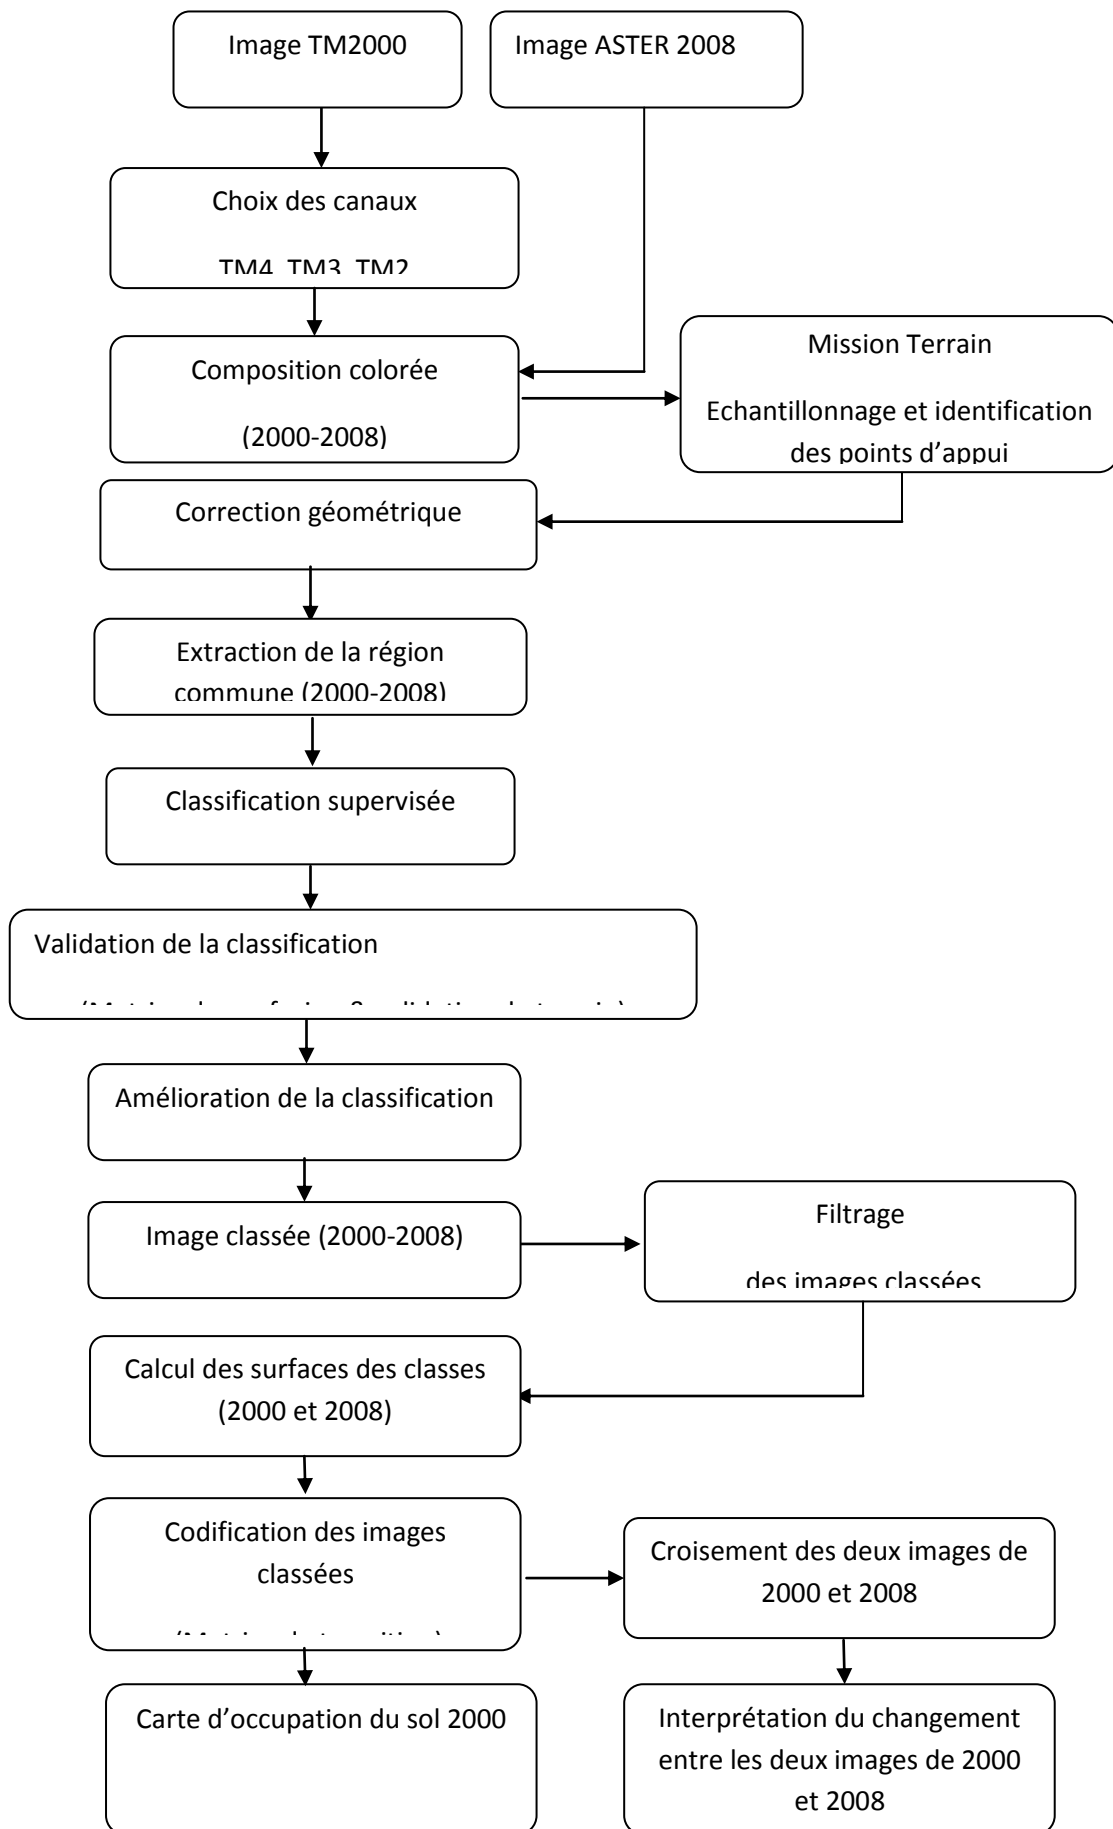 Image TM2000
Image ASTER 2008
Choix des canaux
TM4, TM3, TM2
Composition colorée
(2000-2008)
Mission Terrain
Echantillonnage et identification
des points d’appui
Correction géométrique
Extraction de la région
commune (2000-2008)
Classification supervisée
Validation de la classification
Amélioration de la classification
Image classée (2000-2008)
Filtrage
des images classées
Calcul des surfaces des classes
(2000 et 2008)
Codification des images
classées
Croisement des deux images de
2000 et 2008
Carte d’occupation du sol 2000
Interprétation du changement
entre les deux images de 2000
et 2008